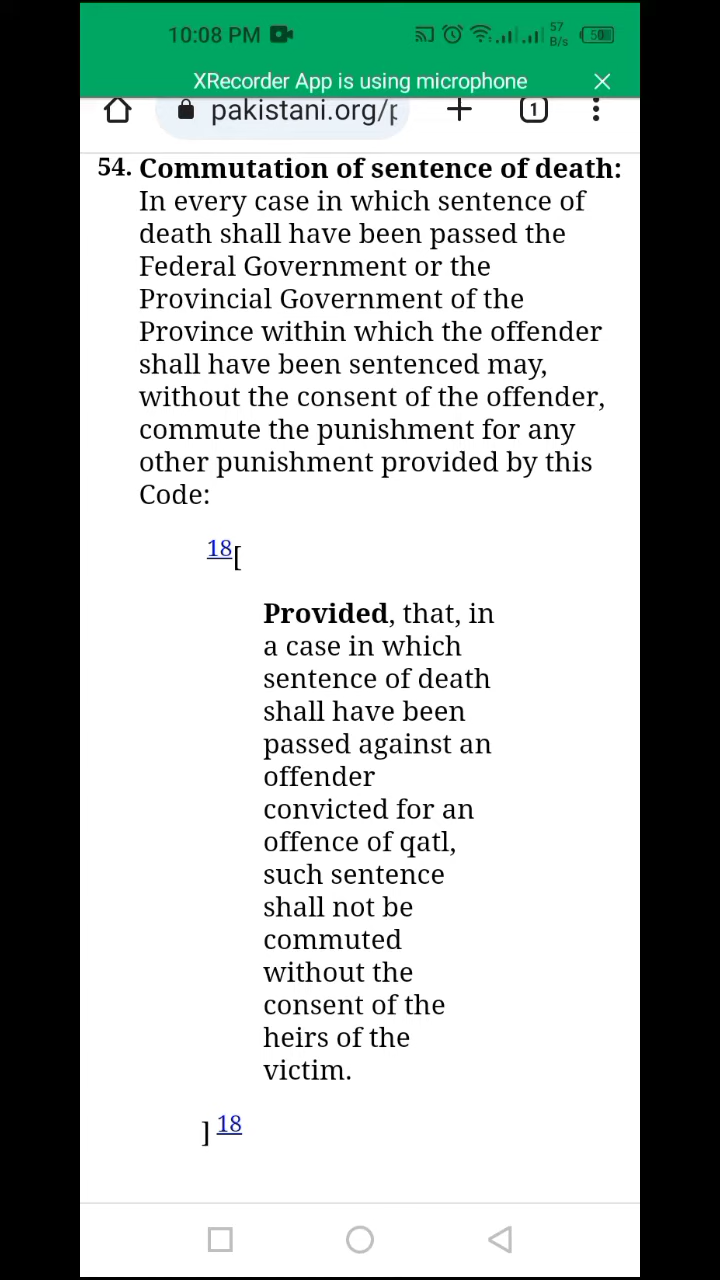 10:08 PM
57
B/s
50
XRecorder App is using microphone
pakistani.org/p
1
54. Commutation of sentence of death:
In every case in which sentence of
death shall have been passed the
Federal Government or the
Provincial Government of the
Province within which the offender
shall have been sentenced may,
without the consent of the offender,
commute the punishment for any
other punishment provided by this
Code:
18[
Provided, that, in
a case in which
sentence of death
shall have been
passed against an
offender
convicted for an
offence of qatl,
such sentence
shall not be
commuted
without the
consent of the
heirs of the
victim.
] 18